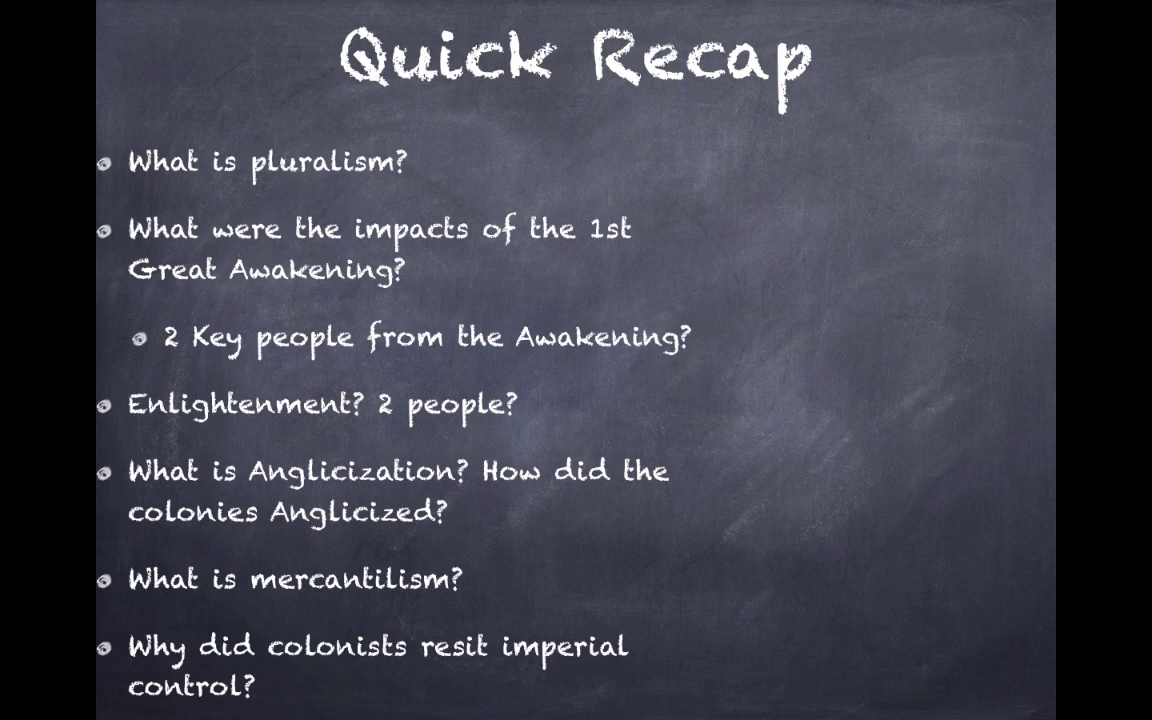 Quick Recap
What is pluralism?
What were the impacts of the 1st
Great Awakening?
2 Key people from the Awakening?
Enlightenment? 2 people?
What is Anglicization? How did the
colonies Anglicized?
What is mercantilism?
Why did colonists resit imperial
control?